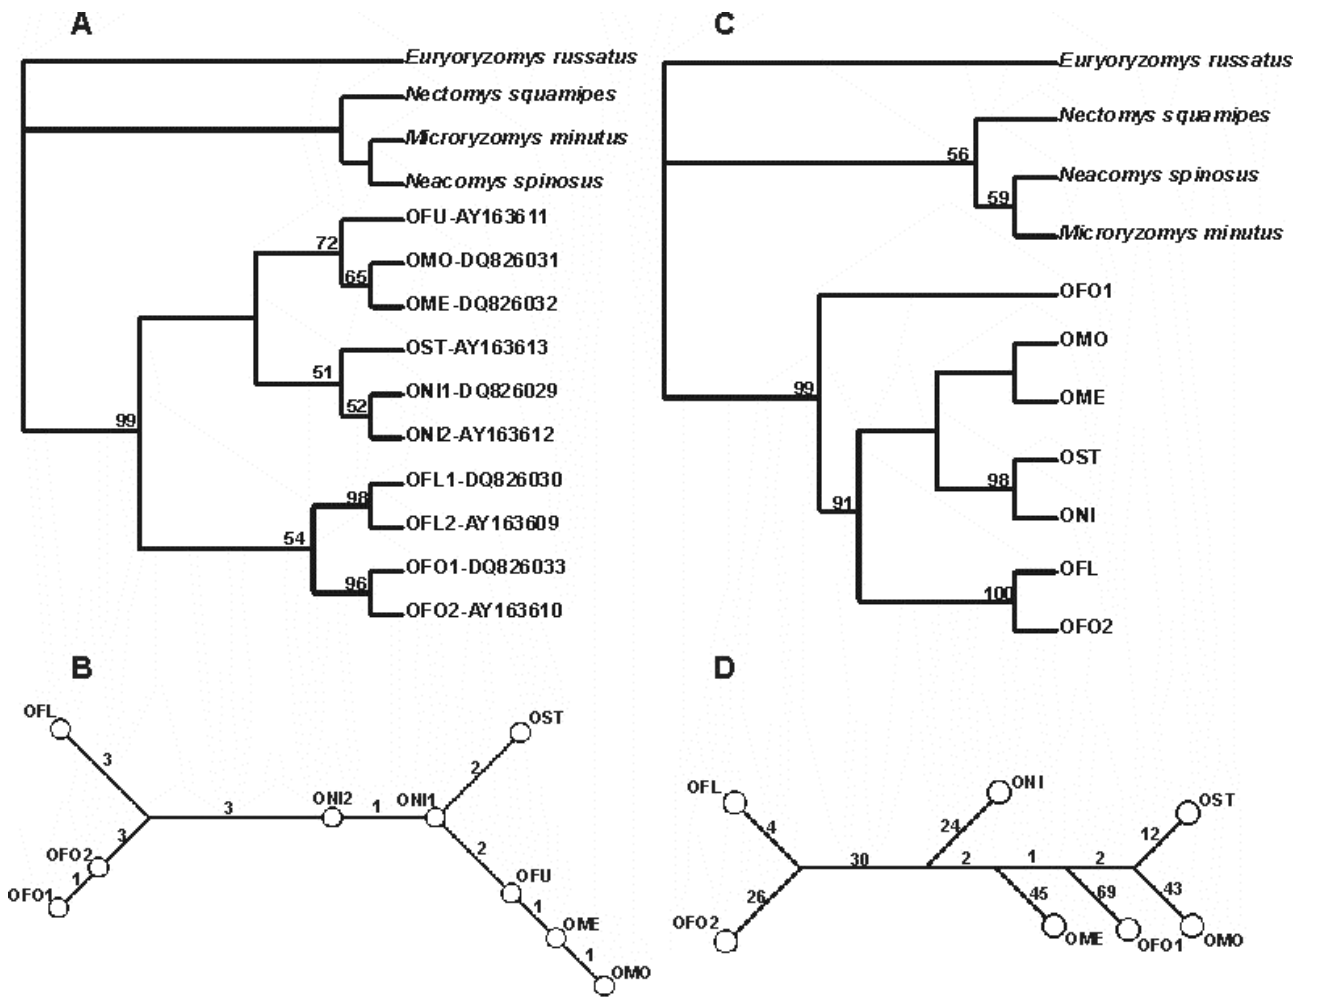 A
Euryoryzomys russatus
Nectomys squamipes
Microryzomys minutus
Neacomys spinosus
OFU-AY163611
72
OMO-DQ826031
65
OME-DQ826032
OST-AY163613
51
ONI1-DQ826029
52
ONI2-AY163612
99
OFL1-DQ826030
98
OFL2-AY163609
54
OFO1-DQ826033
96
OFO2-AY163610
C
Euryoryzomys russatus
Nectomys squamipes
56
Neacomys spinosus
59
Microryzomys minutus
OFO1
OMO
99
OME
OST
98
91
ONI
OFL
100
OFO2
B
OFL
OST
3
2
ONI2
ONI1
3
1
3
2
OFO2
OFU
1
OFO1
1
OME
1
OMO
D
OFL
ONI
OST
4
24
12
30
2
1
2
26
45
69
43
OFO2
OME
OFO1
OMO